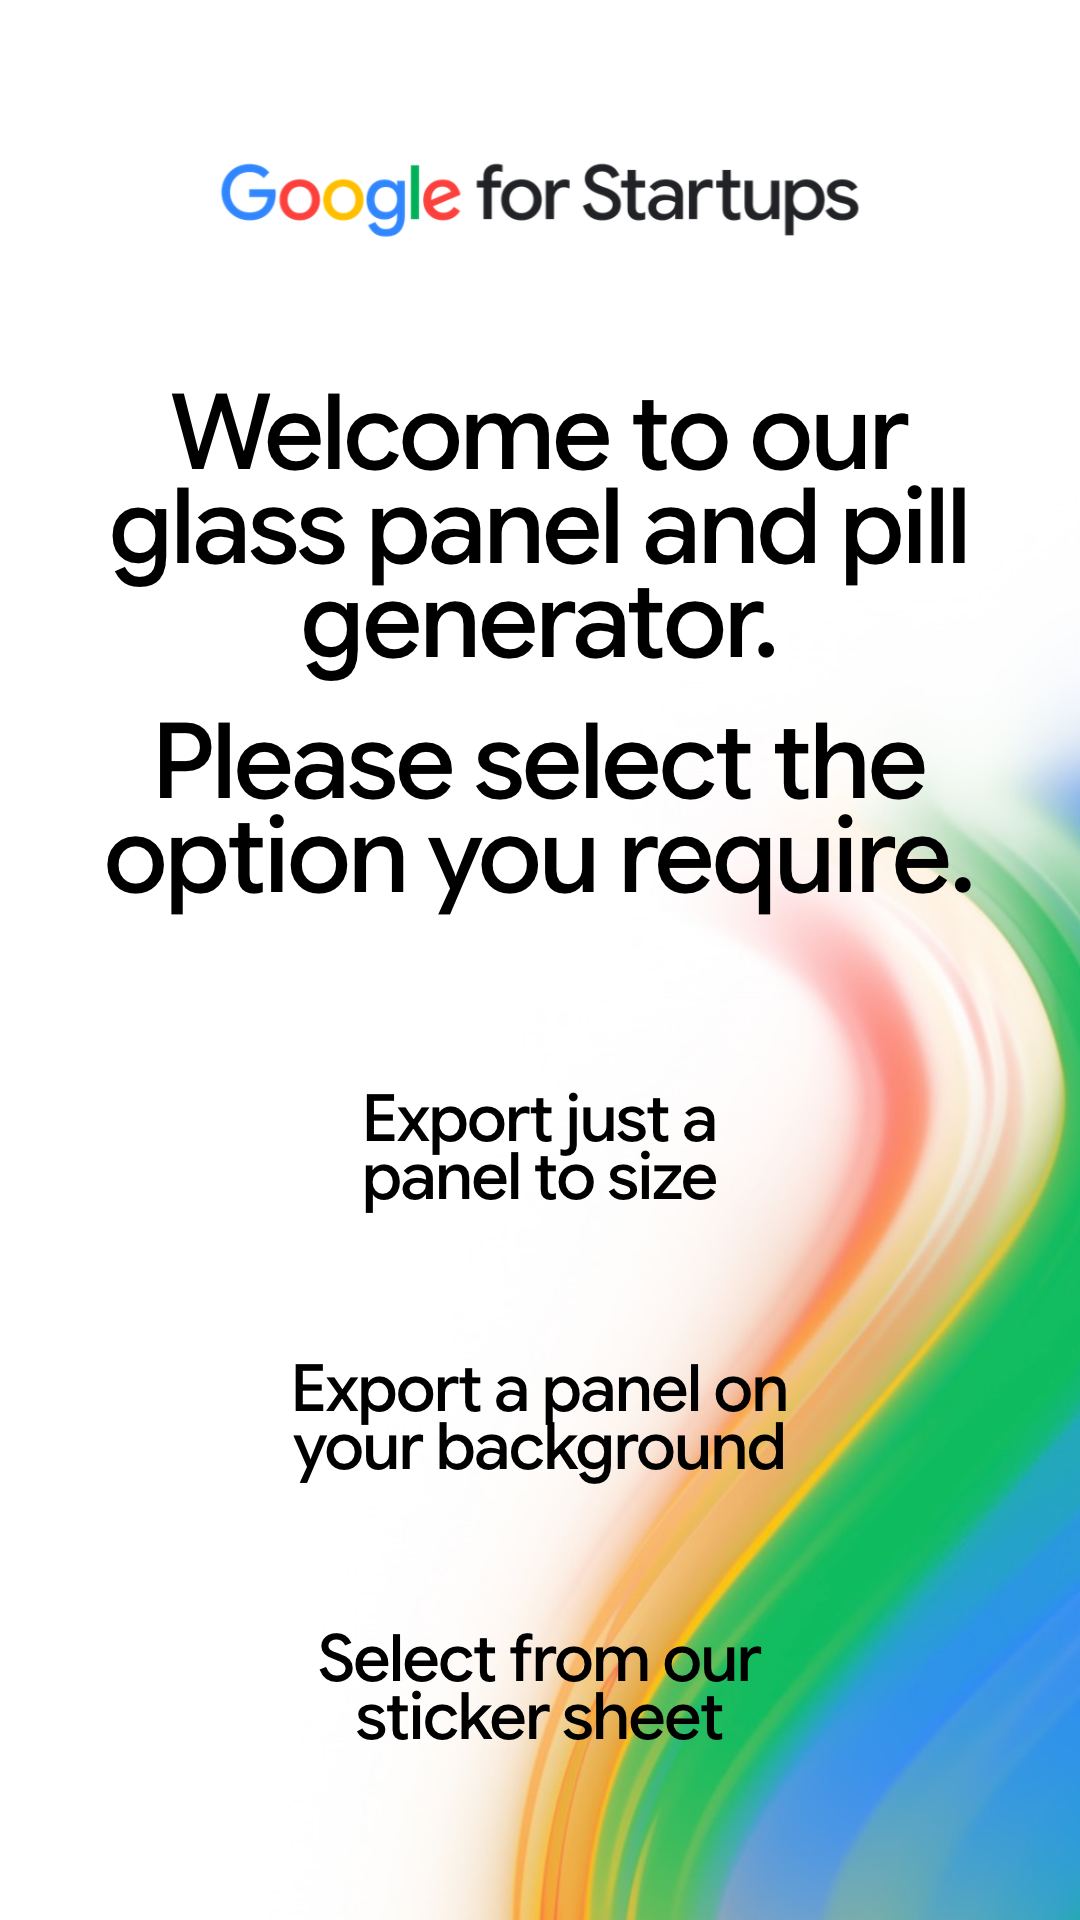 Google for Startups
Welcome to our
glass panel and pill
generator.
Please select the
option you require.
Export just a
panel to size
Export a panel on
your background
Select from our
sticker sheet